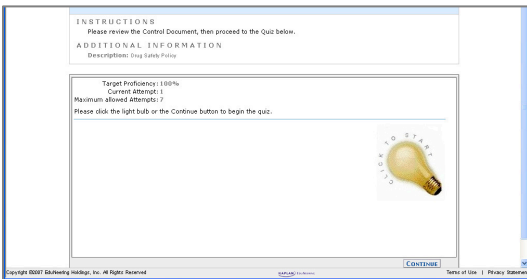 INSTRUCTIONS
Please review the Control Document, then proceed to the Quiz below.
ADDITIONAL INFORMATION
Description: Drug Safety Policy
Target Proficiency: 100%
Current Attempt: 1
Maximum allowed Attempts: 7
Please click the light bulb or the Continue button to begin the quiz.
CLICK TO START
CONTINUE
Copyright ©2007 EduNeering Holdings, Inc. All Rights Reserved
KAPLAN EduNeering
Terms of Use | Privacy Statement